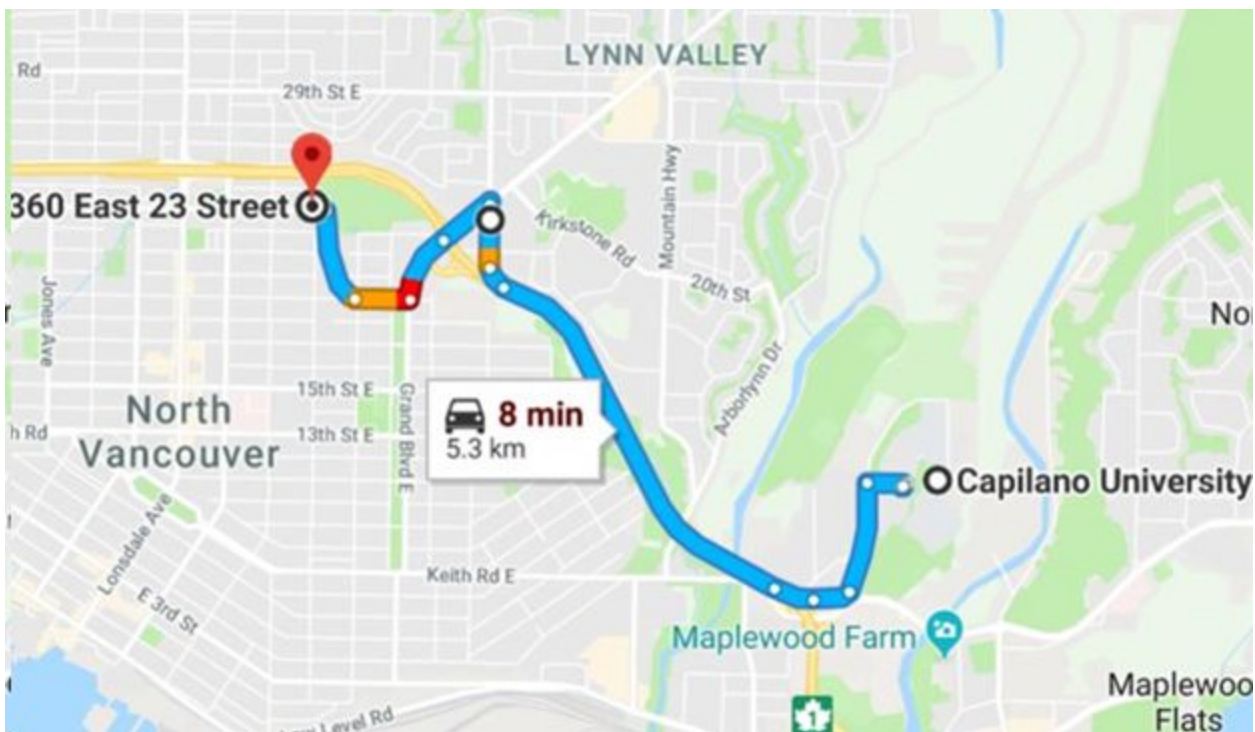 LYNN VALLEY
Rd
29th St E
360 East 23 Street
Kirkstone Rd
Mountain Hwy
20th St
Jones Ave
Arborlynn Dr
15th St E
Grand Blvd E
North
Vancouver
13th St E
h Rd
8 min
5.3 km
Capilano University
Lonsdale Ave
Keith Rd E
E 3rd St
Maplewood Farm
1
Maplewoo
Flats
Level Rd